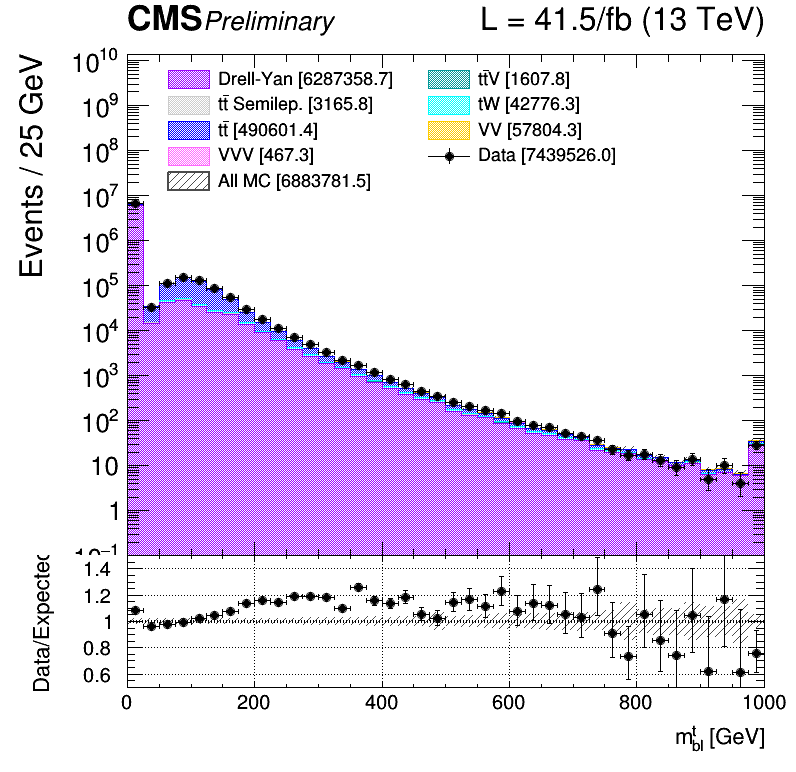 CMS Preliminary L = 41.5/fb (13 TeV)
Events / 25 GeV
10^10
10^9
10^8
10^7
10^6
10^5
10^4
10^3
10^2
10
1
10^−1
Drell-Yan [6287358.7]
tt̄ Semilep. [3165.8]
tt̄ [490601.4]
VVV [467.3]
All MC [6883781.5]
tt̄V [1607.8]
tW [42776.3]
VV [57804.3]
Data [7439526.0]
Data/Expected
1.4
1.2
1
0.8
0.6
0 200 400 600 800 1000
m^t_bl [GeV]